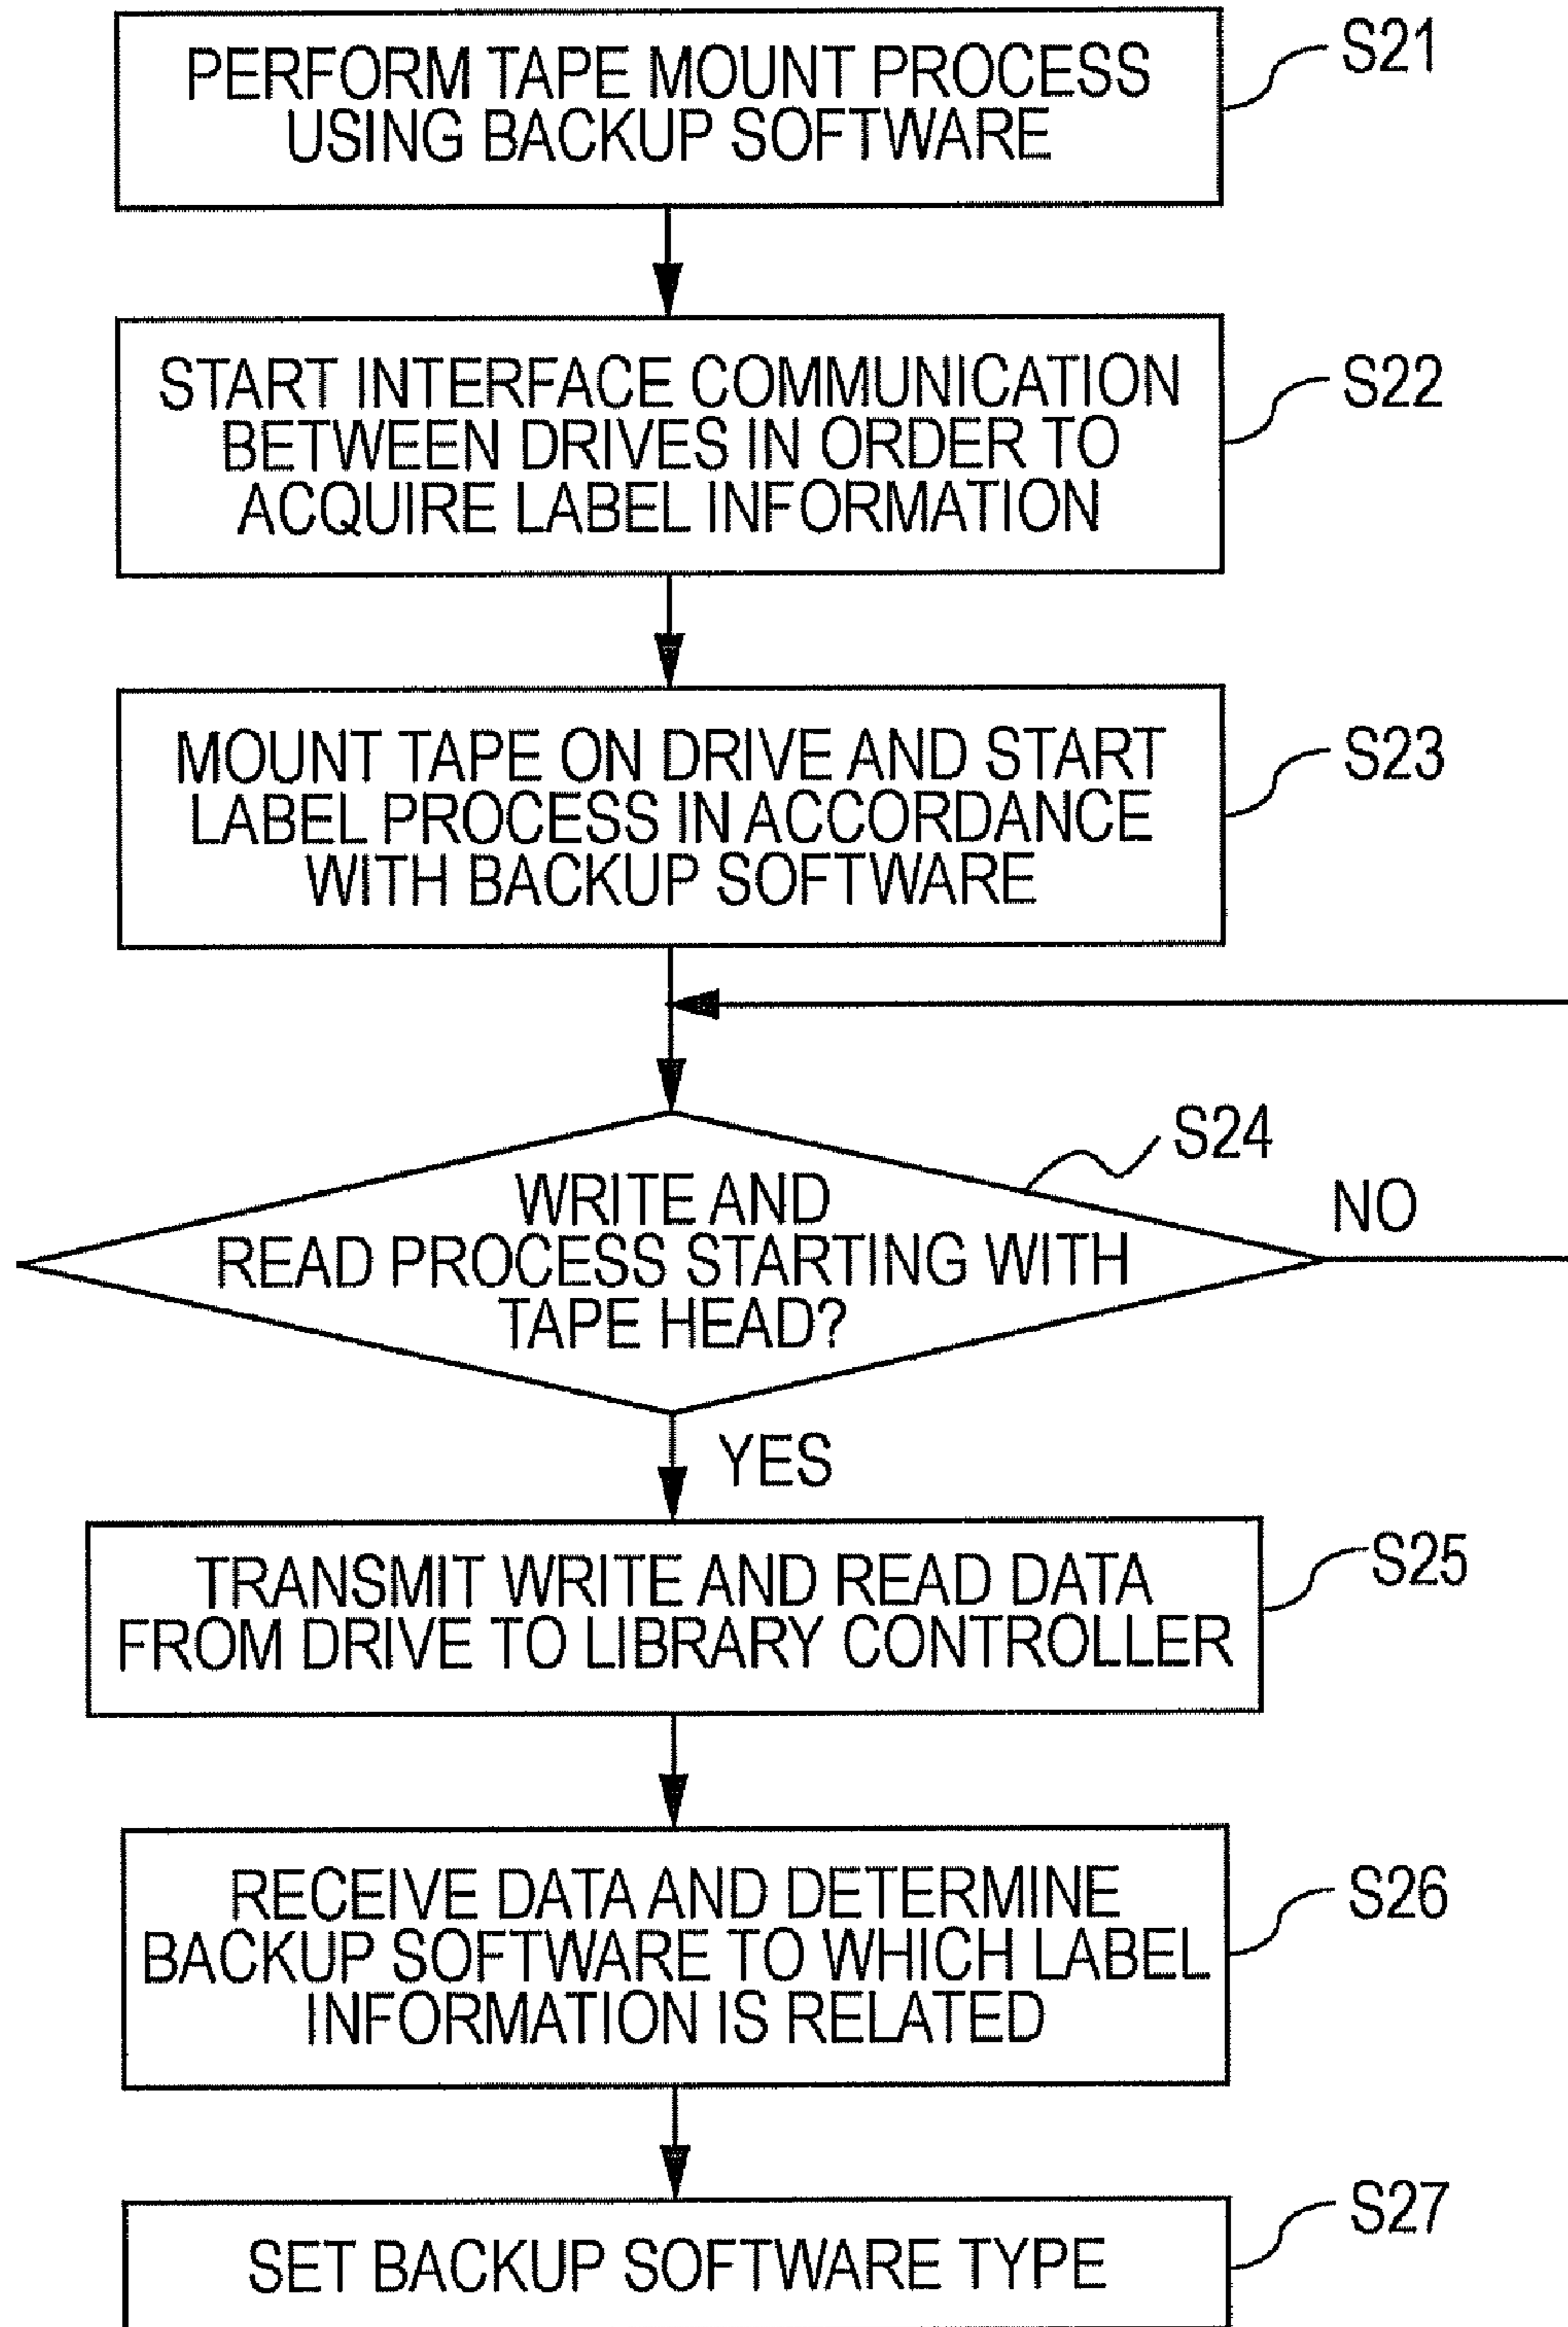 PERFORM TAPE MOUNT PROCESS
USING BACKUP SOFTWARE
S21
START INTERFACE COMMUNICATION
BETWEEN DRIVES IN ORDER TO
ACQUIRE LABEL INFORMATION
S22
MOUNT TAPE ON DRIVE AND START
LABEL PROCESS IN ACCORDANCE
WITH BACKUP SOFTWARE
S23
WRITE AND
READ PROCESS STARTING WITH
TAPE HEAD?
S24
NO
YES
TRANSMIT WRITE AND READ DATA
FROM DRIVE TO LIBRARY CONTROLLER
S25
RECEIVE DATA AND DETERMINE
BACKUP SOFTWARE TO WHICH LABEL
INFORMATION IS RELATED
S26
SET BACKUP SOFTWARE TYPE
S27